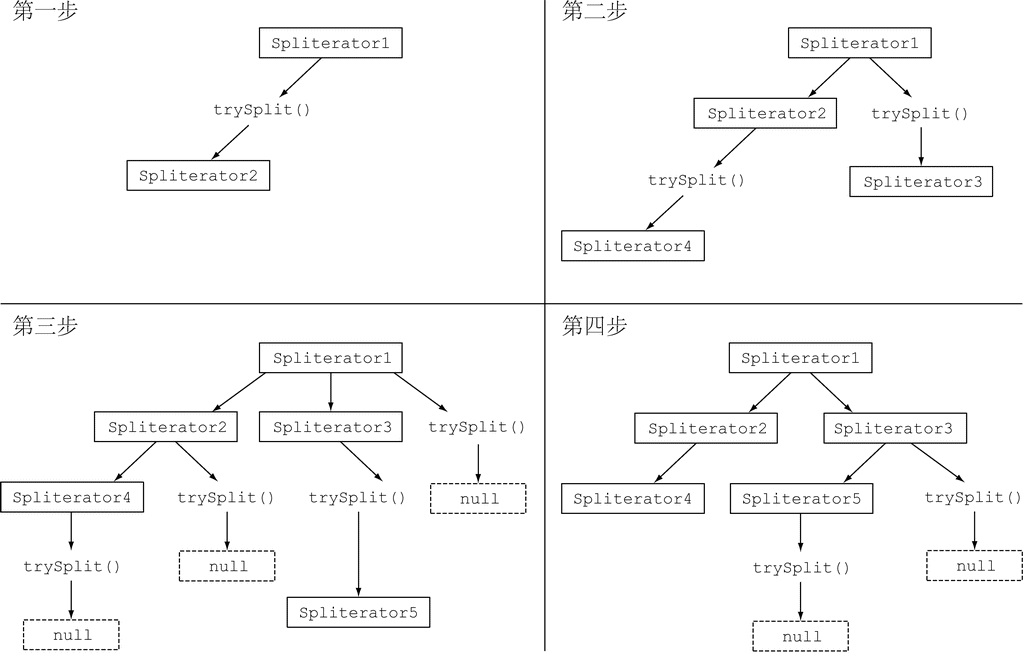 第一步
Spliterator1
trySplit()
Spliterator2
第二步
Spliterator1
Spliterator2
trySplit()
trySplit()
Spliterator3
Spliterator4
第三步
Spliterator1
Spliterator2
Spliterator3
trySplit()
Spliterator4
trySplit()
trySplit()
null
trySplit()
null
Spliterator5
null
第四步
Spliterator1
Spliterator2
Spliterator3
Spliterator4
Spliterator5
trySplit()
trySplit()
null
null